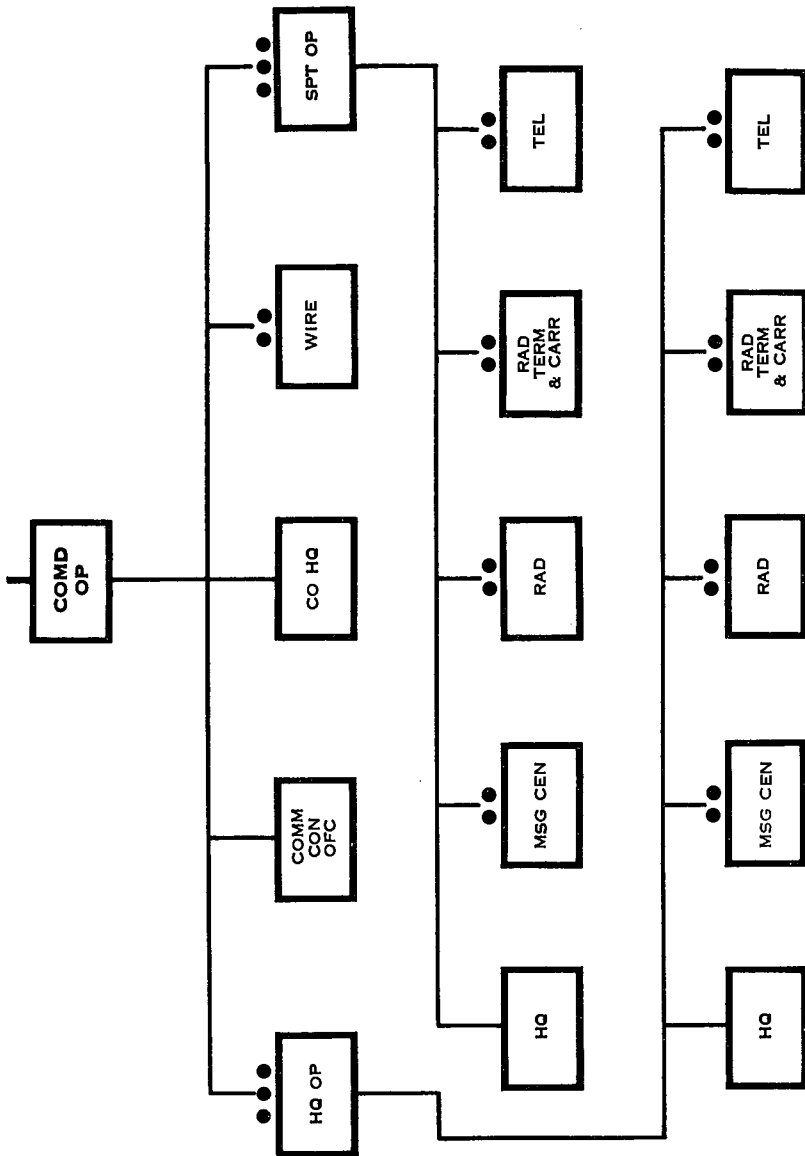 COMD
OP
HQ OP
COMM
CON
OFC
CO HQ
WIRE
SPT OP
HQ
MSG CEN
RAD
RAD
TERM
& CARR
TEL
HQ
MSG CEN
RAD
RAD
TERM
& CARR
TEL